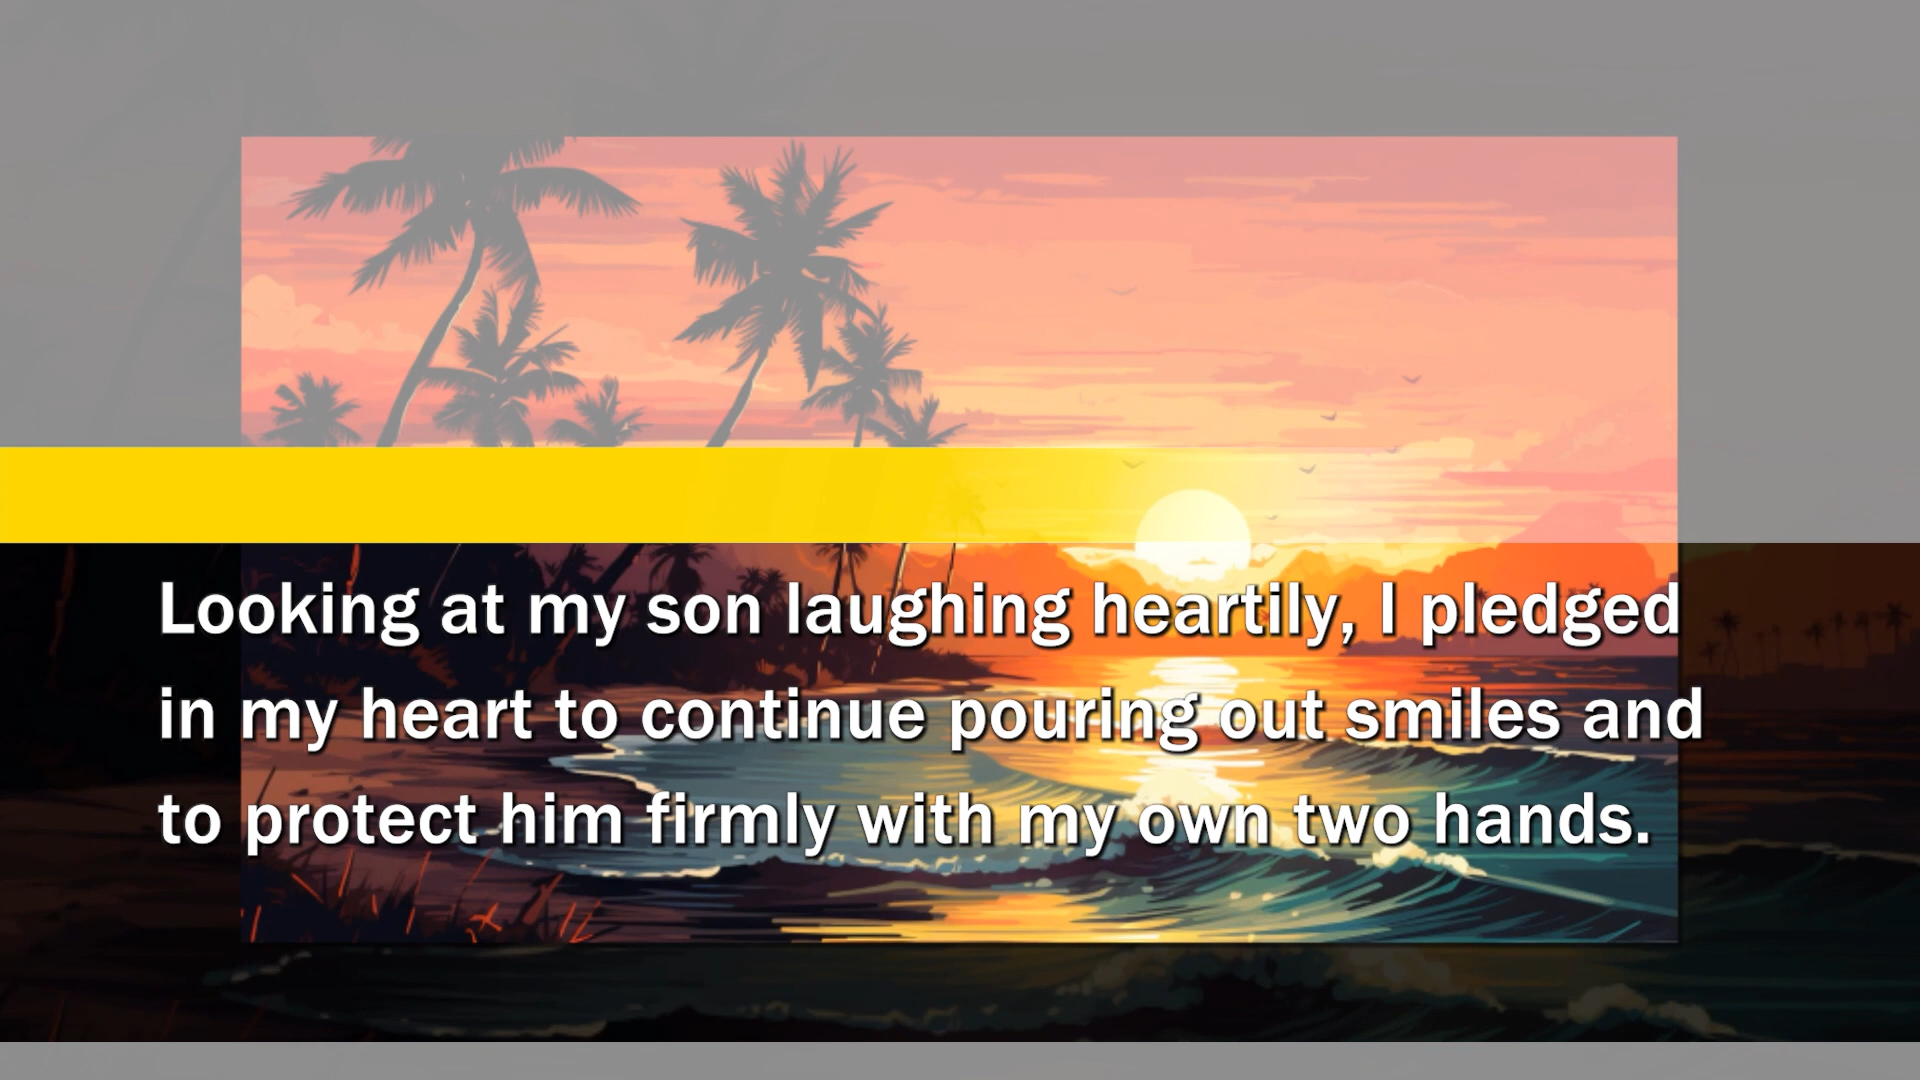 Looking at my son laughing heartily, I pledged
in my heart to continue pouring out smiles and
to protect him firmly with my own two hands.